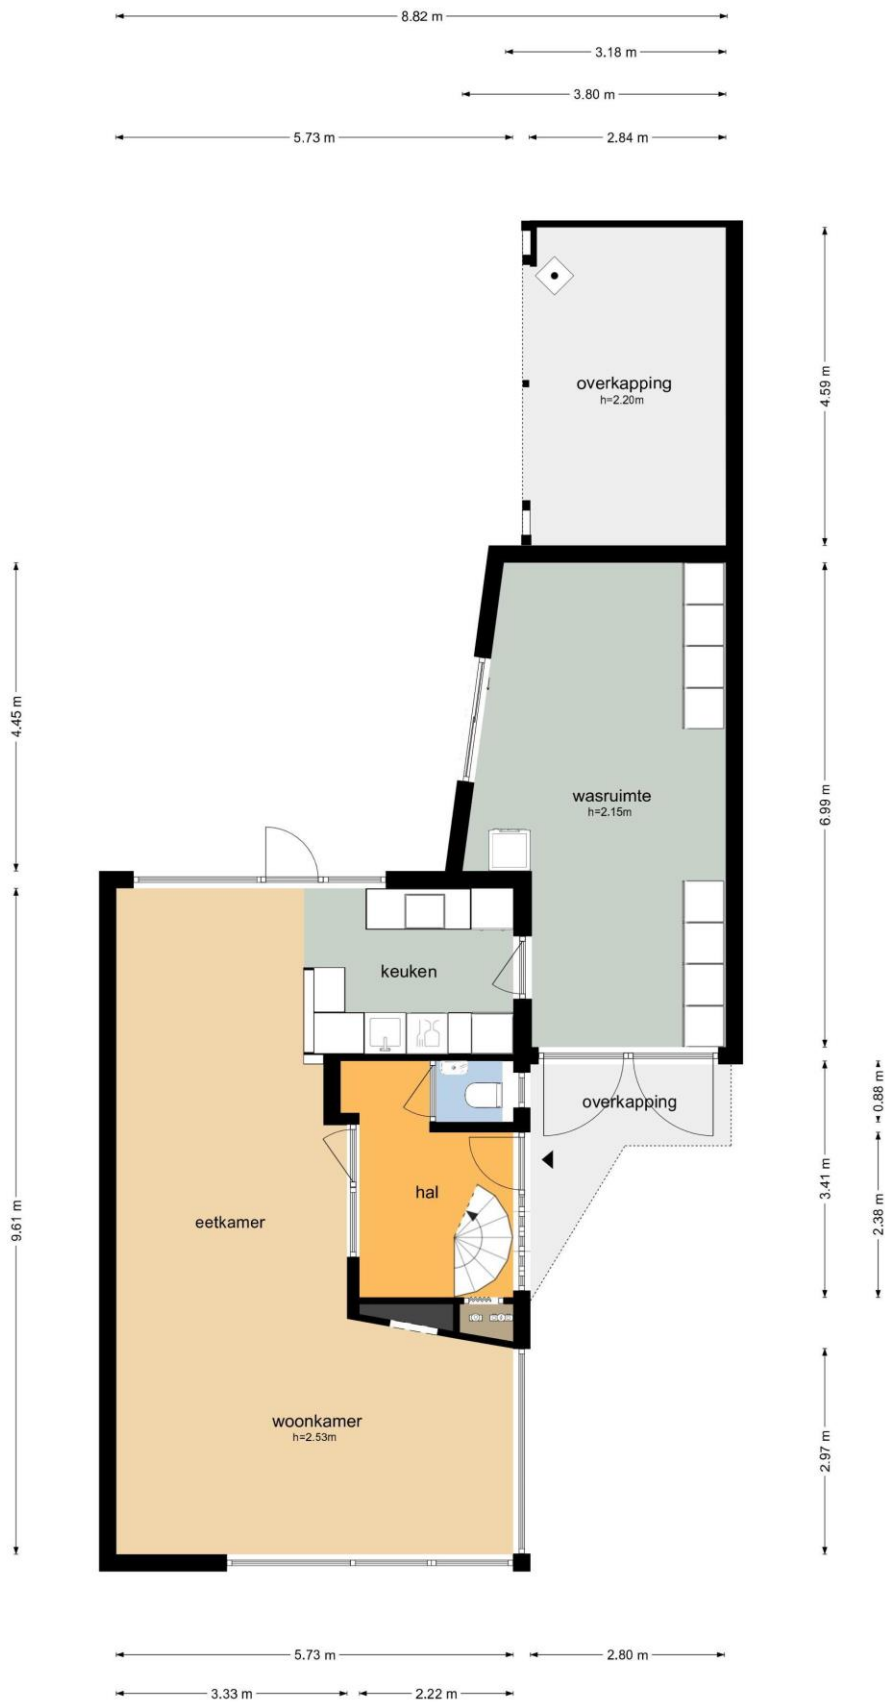 8.82 m
3.18 m
3.80 m
5.73 m
2.84 m
overkapping
h=2.20m
4.59 m
4.45 m
wasruimte
h=2.15m
6.99 m
keuken
overkapping
0.88 m
hal
3.41 m
2.38 m
eetkamer
9.61 m
woonkamer
h=2.53m
2.97 m
5.73 m
2.80 m
3.33 m
2.22 m